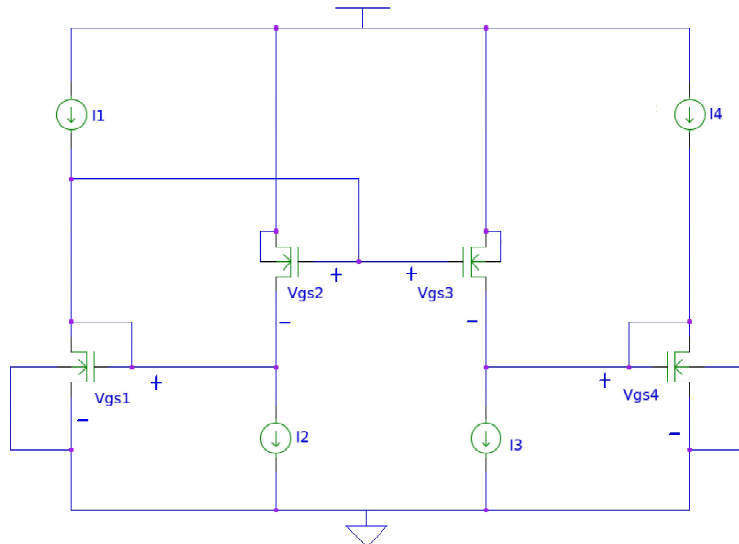 I1
I4
+
+
Vgs2
Vgs3
–
–
+
+
Vgs1
Vgs4
–
–
I2
I3